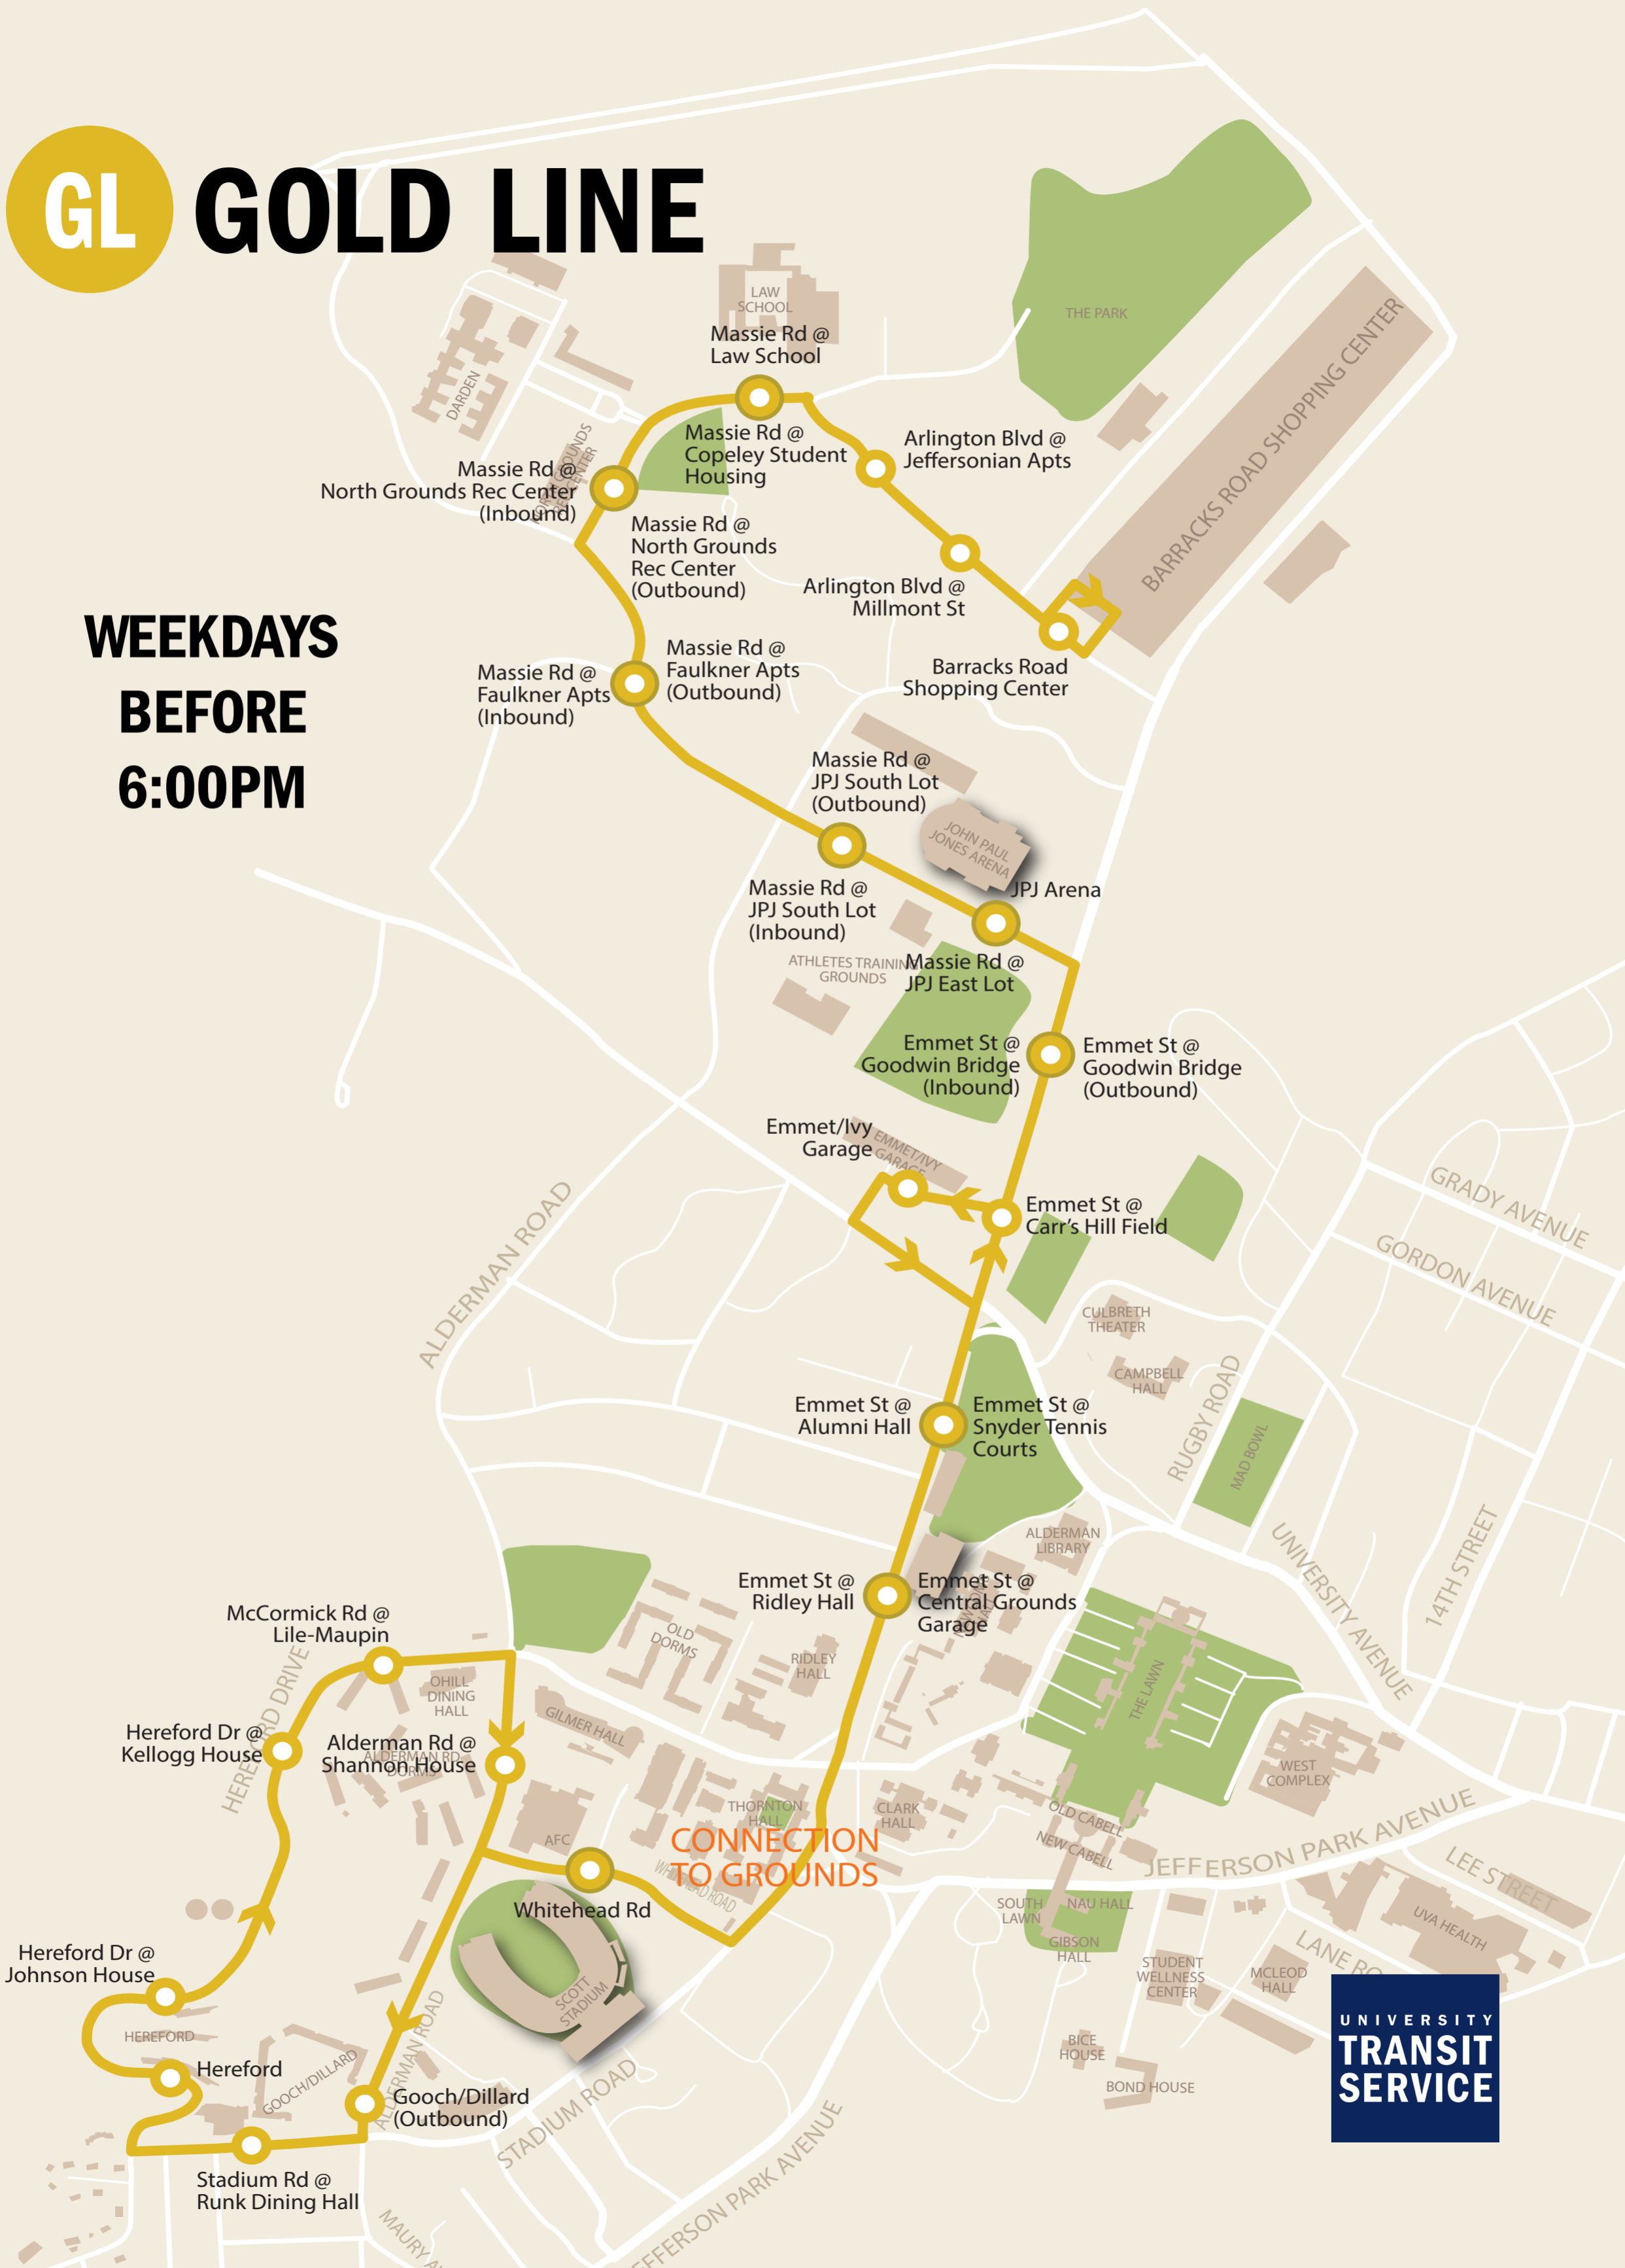 GL
GOLD LINE
WEEKDAYS
BEFORE
6:00PM
LAW
SCHOOL
Massie Rd @
Law School
THE PARK
DARDEN
BARRACKS ROAD SHOPPING CENTER
Massie Rd @
Copeley Student
Housing
Arlington Blvd @
Jeffersonian Apts
Massie Rd @
North Grounds Rec Center
(Inbound)
Massie Rd @
North Grounds
Rec Center
(Outbound)
Arlington Blvd @
Millmont St
Barracks Road
Shopping Center
Massie Rd @
Faulkner Apts
(Inbound)
Massie Rd @
Faulkner Apts
(Outbound)
Massie Rd @
JPJ South Lot
(Outbound)
JOHN PAUL
JONES ARENA
Massie Rd @
JPJ South Lot
(Inbound)
JPJ Arena
ATHLETES TRAINING
GROUNDS
Massie Rd @
JPJ East Lot
Emmet St @
Goodwin Bridge
(Inbound)
Emmet St @
Goodwin Bridge
(Outbound)
Emmet/Ivy
Garage
EMMET/IVY
GARAGE
Emmet St @
Carr's Hill Field
GRADY AVENUE
GORDON AVENUE
ALDERMAN ROAD
CULBRETH
THEATER
CAMPBELL
HALL
RUGBY ROAD
MAD BOWL
Emmet St @
Alumni Hall
Emmet St @
Snyder Tennis
Courts
UNIVERSITY AVENUE
14TH STREET
ALDERMAN
LIBRARY
Emmet St @
Ridley Hall
Emmet St @
Central Grounds
Garage
McCormick Rd @
Lile-Maupin
OLD
DORMS
RIDLEY
HALL
THE LAWN
HEREFORD DRIVE
OHILL
DINING
HALL
GILMER HALL
Hereford Dr @
Kellogg House
Alderman Rd @
Shannon House
ALDERMAN RD
DORMS
WEST
COMPLEX
THORNTON
HALL
CLARK
HALL
OLD CABELL
NEW CABELL
JEFFERSON PARK AVENUE
AFC
CONNECTION
TO GROUNDS
WHITEHEAD ROAD
Whitehead Rd
LEE STREET
SOUTH
LAWN
NAU HALL
GIBSON
HALL
UVA HEALTH
STUDENT
WELLNESS
CENTER
MCLEOD
HALL
LANE RO
Hereford Dr @
Johnson House
SCOTT
STADIUM
HEREFORD
BICE
HOUSE
BOND HOUSE
Hereford
GOOCH/DILLARD
ALDERMAN ROAD
Gooch/Dillard
(Outbound)
STADIUM ROAD
Stadium Rd @
Runk Dining Hall
JEFFERSON PARK AVENUE
UNIVERSITY
TRANSIT
SERVICE